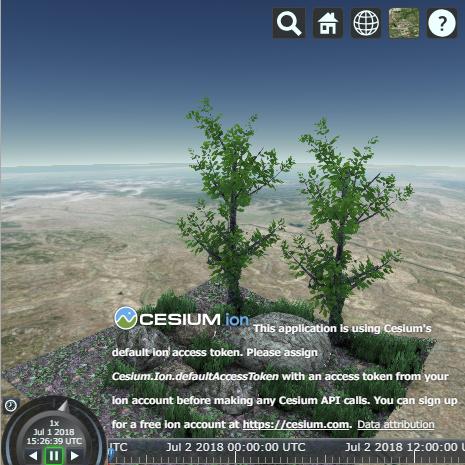 CESIUM ion This application is using Cesium's
default ion access token. Please assign
Cesium.Ion.defaultAccessToken with an access token from your
ion account before making any Cesium API calls. You can sign up
for a free ion account at https://cesium.com. Data attribution
1x
Jul 1 2018
15:26:39 UTC
UTC
Jul 2 2018 00:00:00 UTC
Jul 2 2018 12:00:00 U